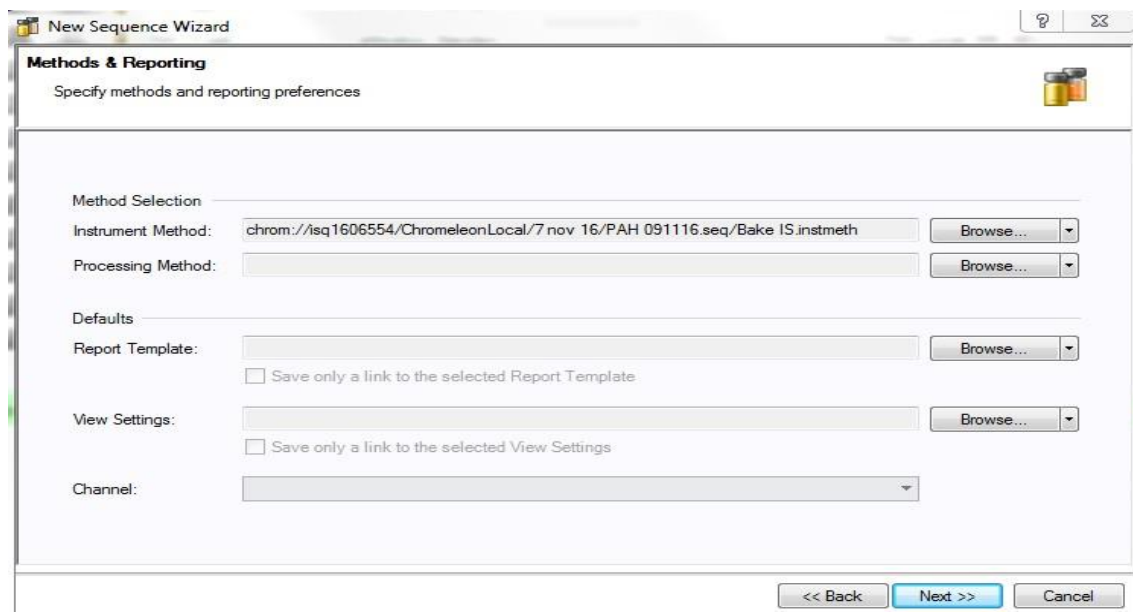 New Sequence Wizard
Methods & Reporting
Specify methods and reporting preferences
Method Selection
Instrument Method: chrom://isq1606554/ChromeleonLocal/7 nov 16/PAH 091116.seq/Bake IS.instmeth Browse...
Processing Method: Browse...
Defaults
Report Template: Browse...
Save only a link to the selected Report Template
View Settings: Browse...
Save only a link to the selected View Settings
Channel:
<< Back Next >> Cancel